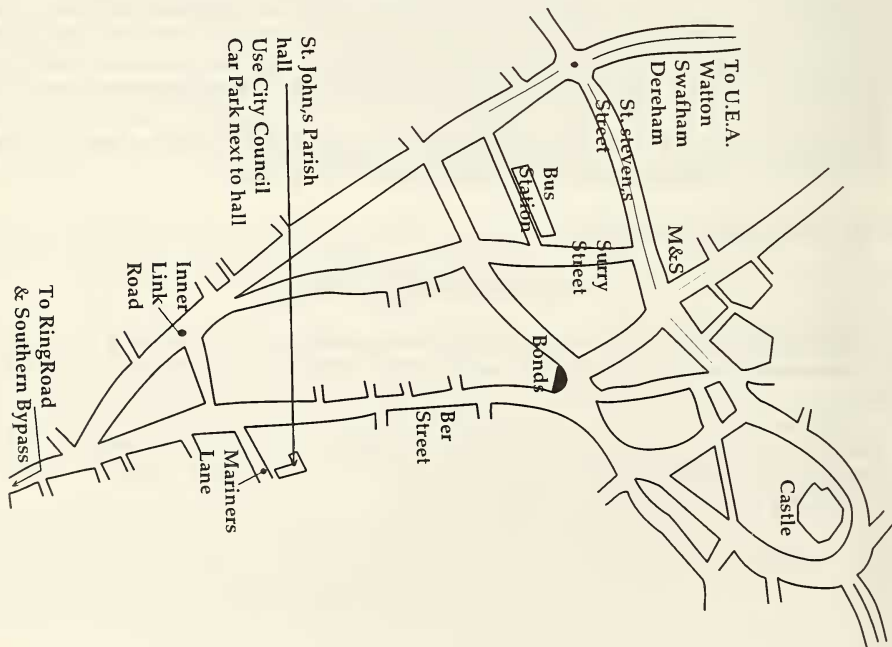 To U.E.A.
Watton
Swafham
Dereham
St.steven,s
Street
M&S
Castle
Bus
Station
Surry
Street
Bonds
St. John,s Parish
hall
Use City Council
Car Park next to hall
Ber
Street
Inner
Link
Road
Mariners
Lane
To RingRoad
& Southern Bypass